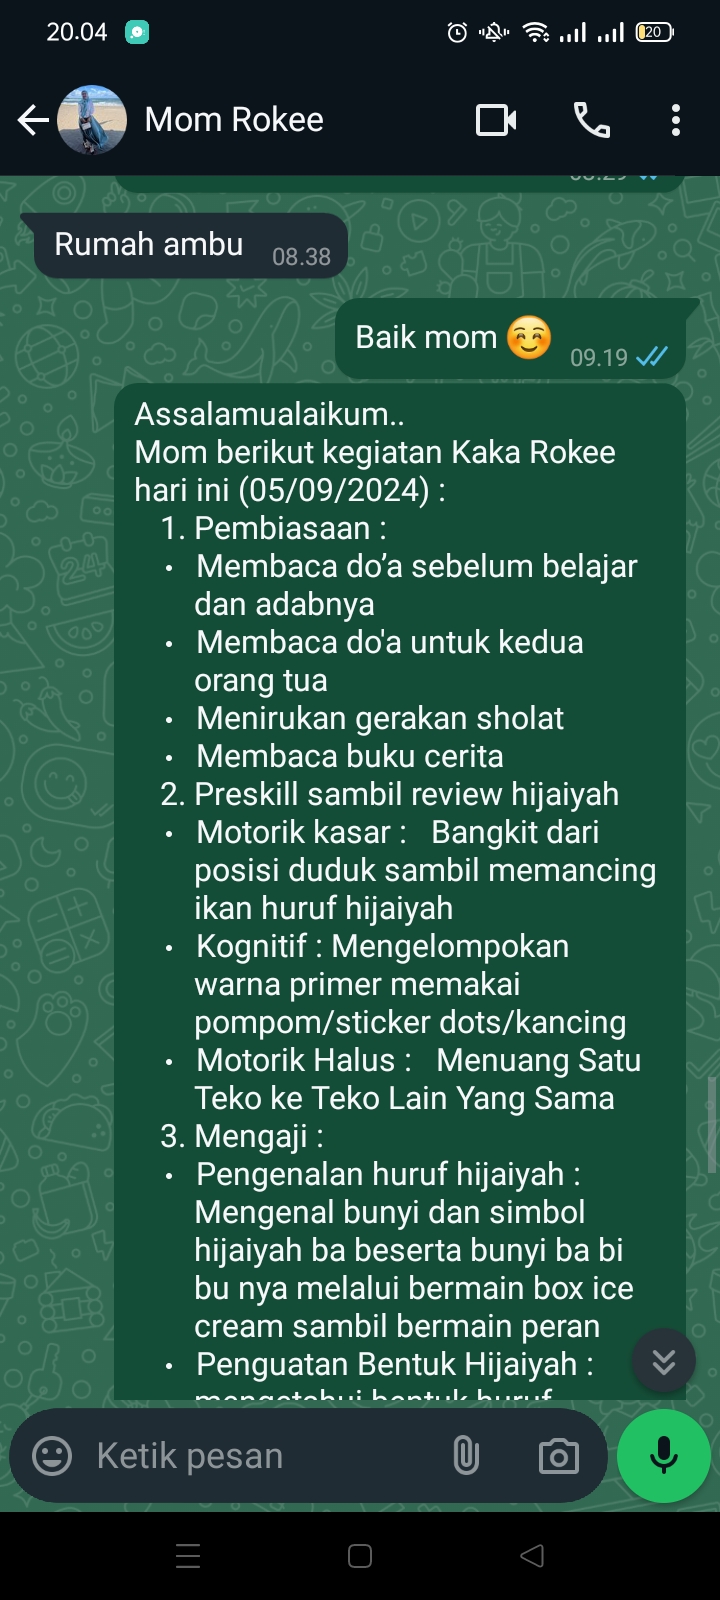 20.04
20
Mom Rokee
Rumah ambu 08.38
Baik mom 09.19
Assalamualaikum..
Mom berikut kegiatan Kaka Rokee
hari ini (05/09/2024) :
1. Pembiasaan :
• Membaca do’a sebelum belajar
dan adabnya
• Membaca do'a untuk kedua
orang tua
• Menirukan gerakan sholat
• Membaca buku cerita
2. Preskill sambil review hijaiyah
• Motorik kasar : Bangkit dari
posisi duduk sambil memancing
ikan huruf hijaiyah
• Kognitif : Mengelompokan
warna primer memakai
pompom/sticker dots/kancing
• Motorik Halus : Menuang Satu
Teko ke Teko Lain Yang Sama
3. Mengaji :
• Pengenalan huruf hijaiyah :
Mengenal bunyi dan simbol
hijaiyah ba beserta bunyi ba bi
bu nya melalui bermain box ice
cream sambil bermain peran
• Penguatan Bentuk Hijaiyah :
Ketik pesan